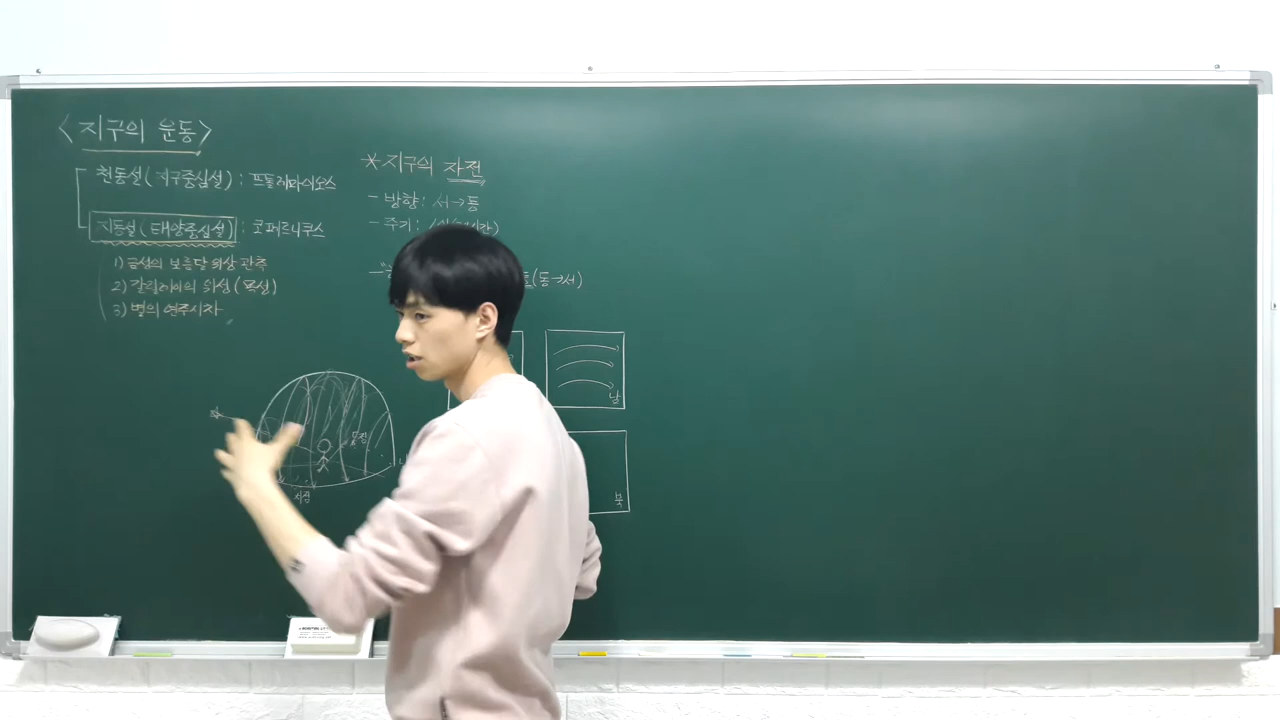 <지구의 운동>
천동설(지구중심설) : 프톨레마이오스
지동설(태양중심설) : 코페르니쿠스
1) 금성의 보름달 위상 관측
2) 갈릴레이의 위성(목성)
3) 별의 연주시차
*지구의 자전
- 방향: 서→동
- 주기:
(동→서)
남
북